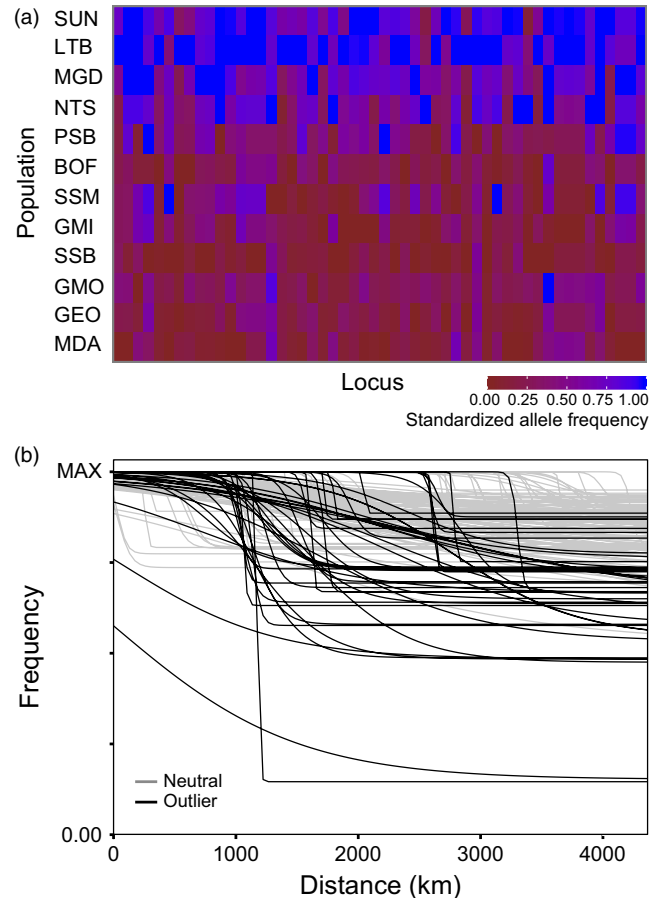 (a)
SUN
LTB
MGD
NTS
PSB
BOF
SSM
GMI
SSB
GMO
GEO
MDA
Population
Locus
0.00 0.25 0.50 0.75 1.00
Standardized allele frequency
(b)
MAX
Frequency
Neutral
Outlier
0.00
0 1000 2000 3000 4000
Distance (km)